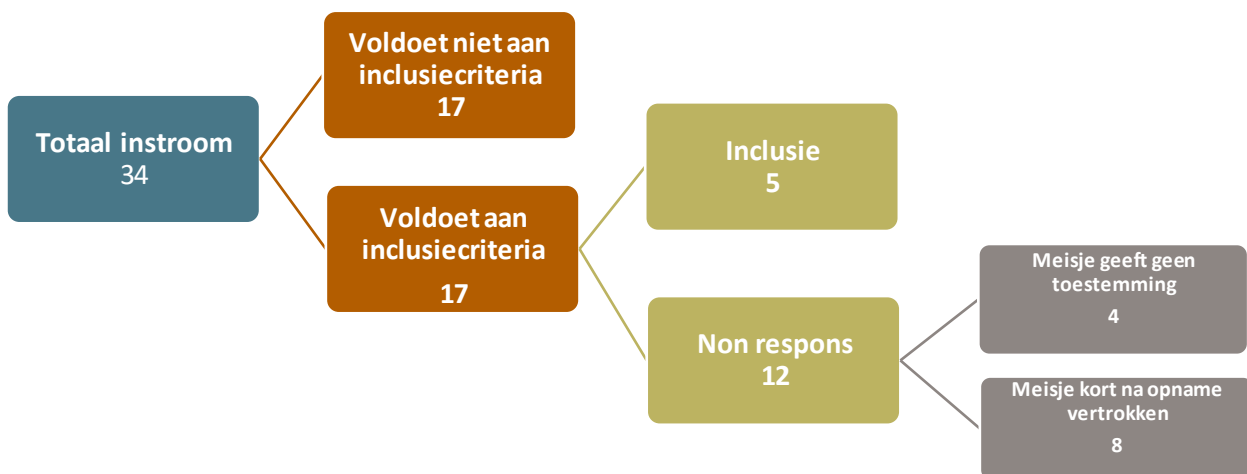 Totaal instroom
34
Voldoet niet aan
inclusiecriteria
17
Voldoet aan
inclusiecriteria
17
Inclusie
5
Non respons
12
Meisje geeft geen
toestemming
4
Meisje kort na opname
vertrokken
8